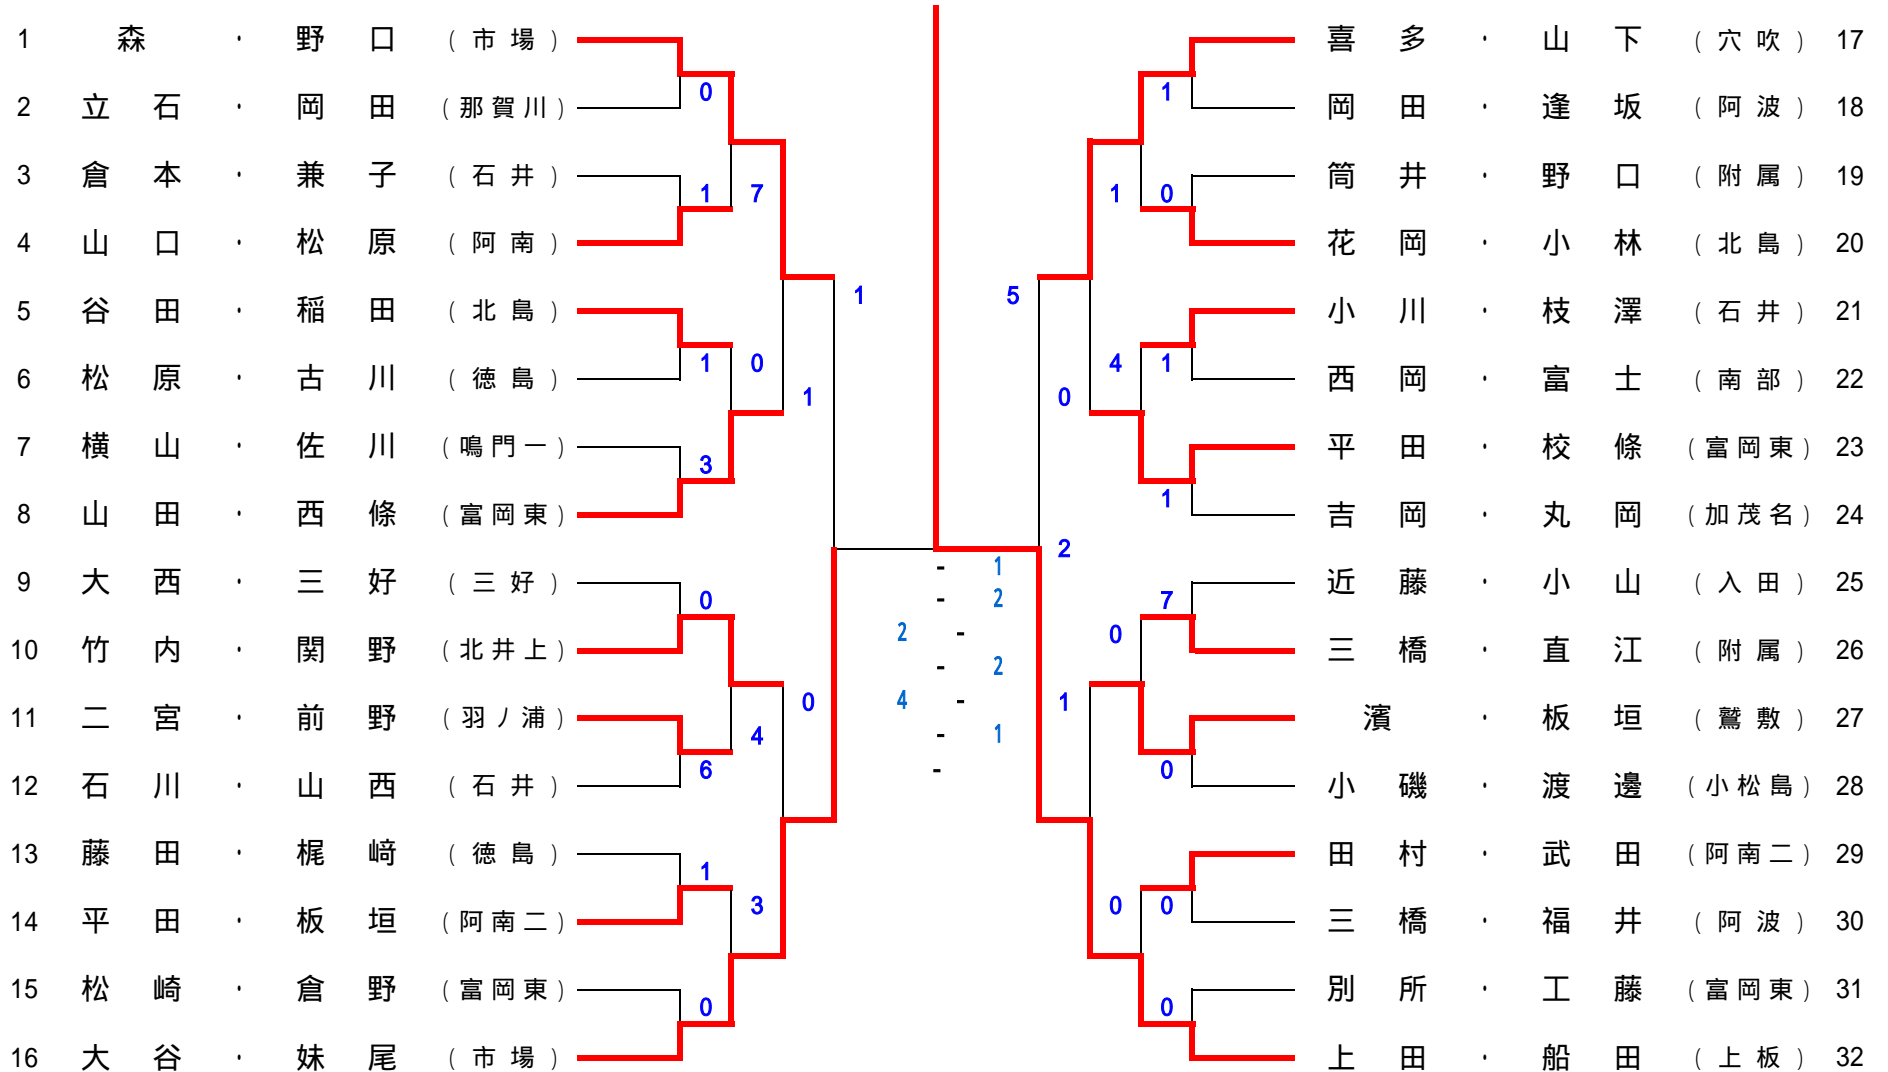 1 森 ・ 野 口 ( 市 場 )
0
2 立 石 ・ 岡 田 ( 那 賀 川 )
3 倉 本 ・ 兼 子 ( 石 井 )
1 7
4 山 口 ・ 松 原 ( 阿 南 )
1
5 谷 田 ・ 稲 田 ( 北 島 )
1 0
6 松 原 ・ 古 川 ( 徳 島 )
1
7 横 山 ・ 佐 川 ( 鳴 門 一 )
3
8 山 田 ・ 西 條 ( 富 岡 東 )
9 大 西 ・ 三 好 ( 三 好 )
0
10 竹 内 ・ 関 野 ( 北 井 上 )
0
11 二 宮 ・ 前 野 ( 羽 ノ 浦 )
4
6
12 石 川 ・ 山 西 ( 石 井 )
13 藤 田 ・ 梶 﨑 ( 徳 島 )
1
3
14 平 田 ・ 板 垣 ( 阿 南 二 )
15 松 崎 ・ 倉 野 ( 富 岡 東 )
0
16 大 谷 ・ 妹 尾 ( 市 場 )
- 1
- 2
2 -
- 2
4 -
- 1
-
喜 多 ・ 山 下 ( 穴 吹 ) 17
1
岡 田 ・ 逢 坂 ( 阿 波 ) 18
筒 井 ・ 野 口 ( 附 属 ) 19
1 0
花 岡 ・ 小 林 ( 北 島 ) 20
5
小 川 ・ 枝 澤 ( 石 井 ) 21
4 1
西 岡 ・ 富 士 ( 南 部 ) 22
0
平 田 ・ 校 條 ( 富 岡 東 ) 23
1
吉 岡 ・ 丸 岡 ( 加 茂 名 ) 24
2
近 藤 ・ 小 山 ( 入 田 ) 25
7
0
三 橋 ・ 直 江 ( 附 属 ) 26
1
濱 ・ 板 垣 ( 鷲 敷 ) 27
0
小 磯 ・ 渡 邊 ( 小 松 島 ) 28
田 村 ・ 武 田 ( 阿 南 二 ) 29
0 0
三 橋 ・ 福 井 ( 阿 波 ) 30
別 所 ・ 工 藤 ( 富 岡 東 ) 31
0
上 田 ・ 船 田 ( 上 板 ) 32